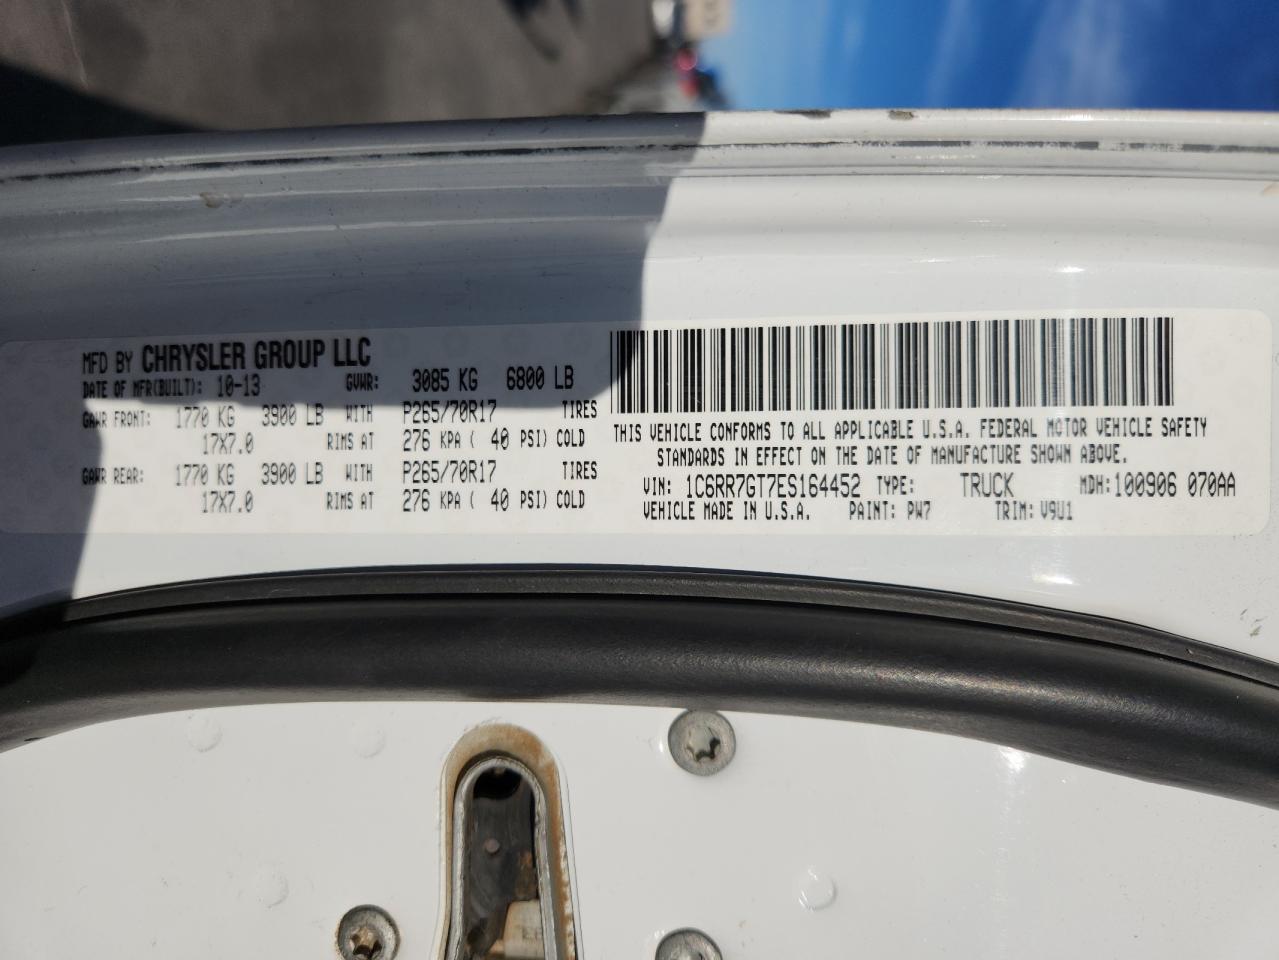 MFD BY CHRYSLER GROUP LLC
DATE OF MFR(BUILT): 10-13 GVWR: 3085 KG 6800 LB
GAWR FRONT: 1770 KG 3900 LB WITH P265/70R17 TIRES
17X7.0 RIMS AT 276 KPA ( 40 PSI) COLD
GAWR REAR: 1770 KG 3900 LB WITH P265/70R17 TIRES
17X7.0 RIMS AT 276 KPA ( 40 PSI) COLD
THIS VEHICLE CONFORMS TO ALL APPLICABLE U.S.A. FEDERAL MOTOR VEHICLE SAFETY
STANDARDS IN EFFECT ON THE DATE OF MANUFACTURE SHOWN ABOVE.
VIN: 1C6RR7GT7ES164452 TYPE: TRUCK MDH:100906 070AA
VEHICLE MADE IN U.S.A. PAINT: PW7 TRIM: V9U1